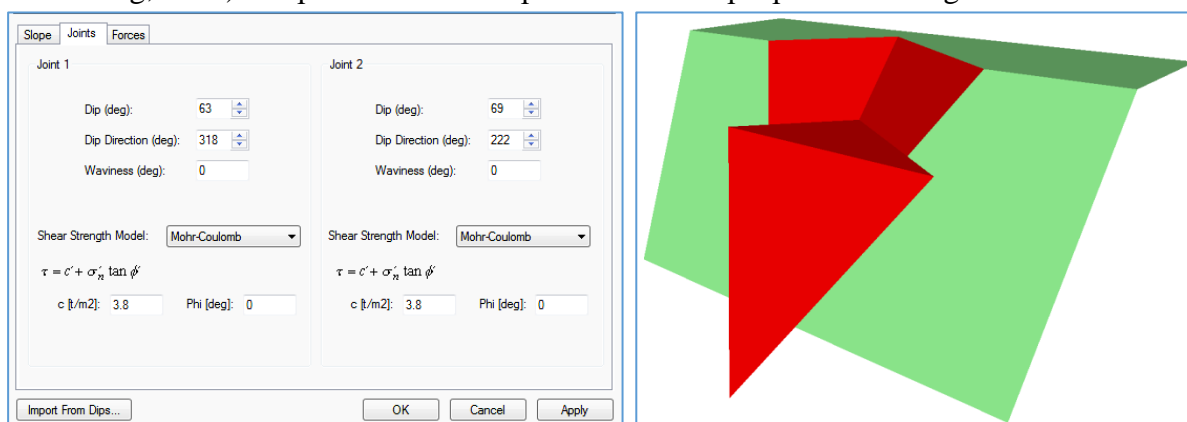 Slope Joints Forces
Joint 1 Joint 2
Dip (deg): 63 Dip (deg): 69
Dip Direction (deg): 318 Dip Direction (deg): 222
Waviness (deg): 0 Waviness (deg): 0
Shear Strength Model: Mohr-Coulomb Shear Strength Model: Mohr-Coulomb
τ = c' + σ'n tan ϕ' τ = c' + σ'n tan ϕ'
c [t/m2]: 3.8 Phi [deg]: 0 c [t/m2]: 3.8 Phi [deg]: 0
Import From Dips... OK Cancel Apply